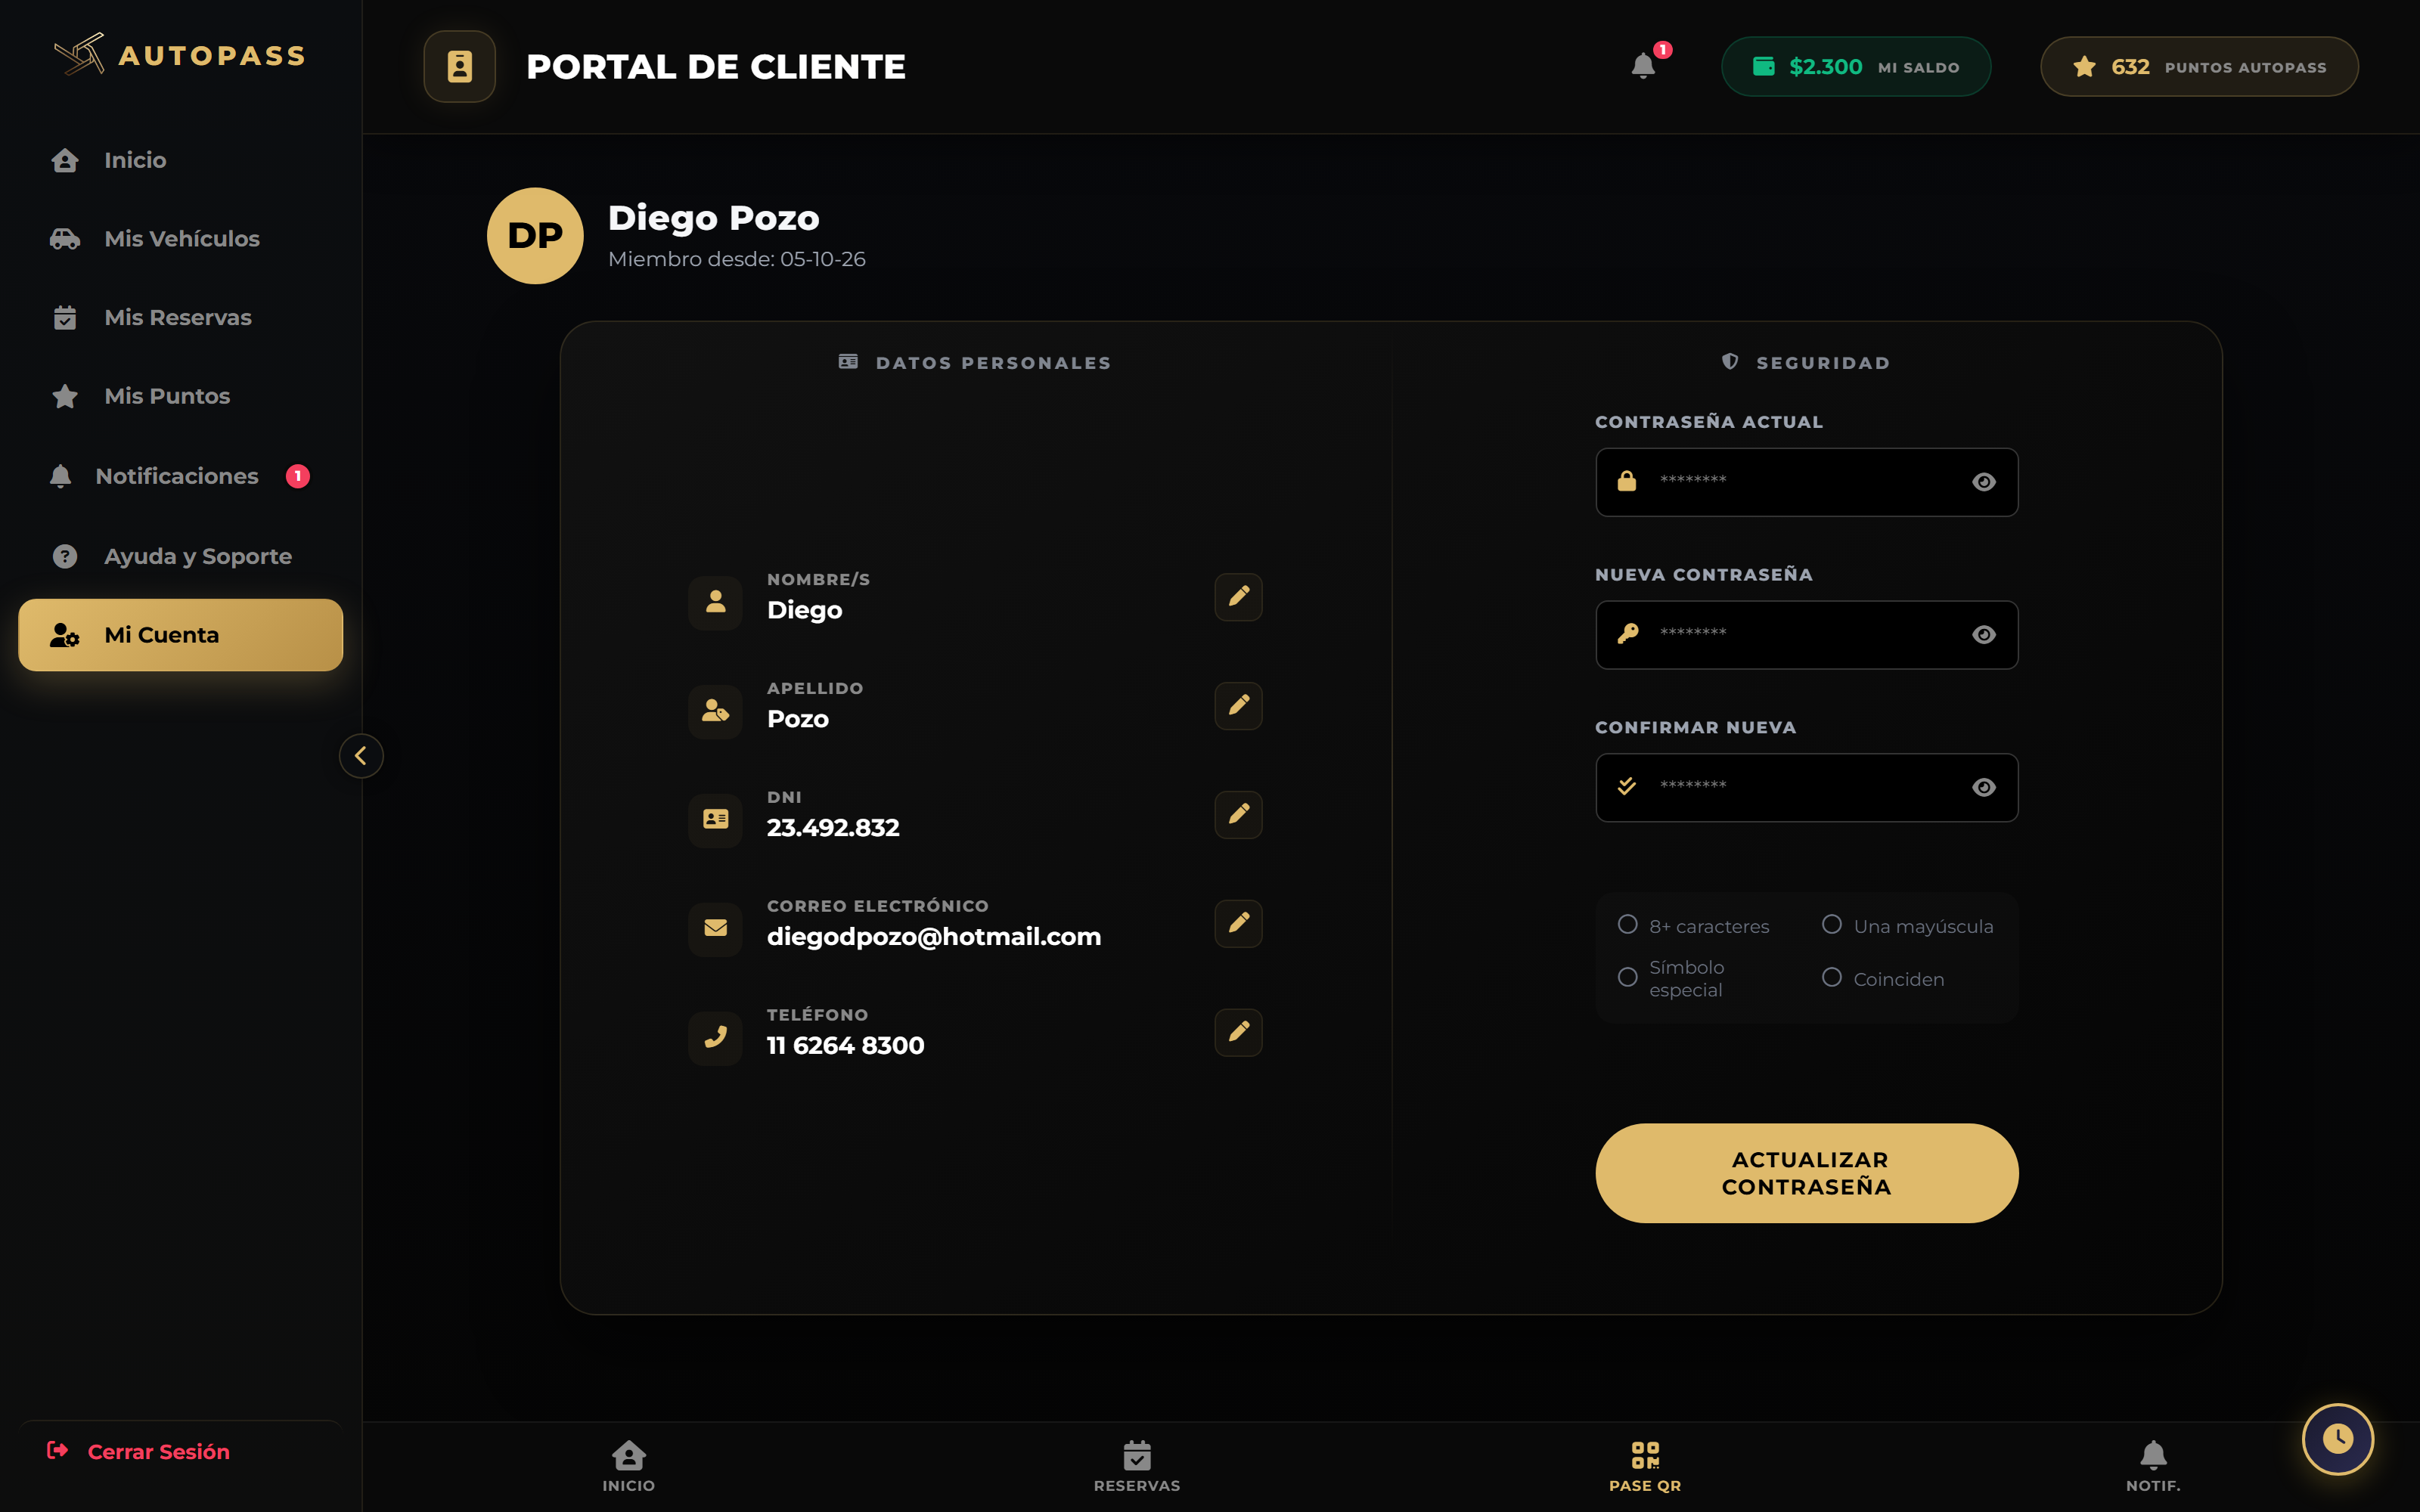 AUTOPASS
Inicio
Mis Vehículos
Mis Reservas
Mis Puntos
Notificaciones 1
Ayuda y Soporte
Mi Cuenta
Cerrar Sesión
PORTAL DE CLIENTE
1
$2.300 MI SALDO
632 PUNTOS AUTOPASS
DP
Diego Pozo
Miembro desde: 05-10-26
DATOS PERSONALES
NOMBRE/S
Diego
APELLIDO
Pozo
DNI
23.492.832
CORREO ELECTRÓNICO
diegodpozo@hotmail.com
TELÉFONO
11 6264 8300
SEGURIDAD
CONTRASEÑA ACTUAL
********
NUEVA CONTRASEÑA
********
CONFIRMAR NUEVA
********
8+ caracteres
Una mayúscula
Símbolo
especial
Coinciden
ACTUALIZAR
CONTRASEÑA
INICIO
RESERVAS
PASE QR
NOTIF.